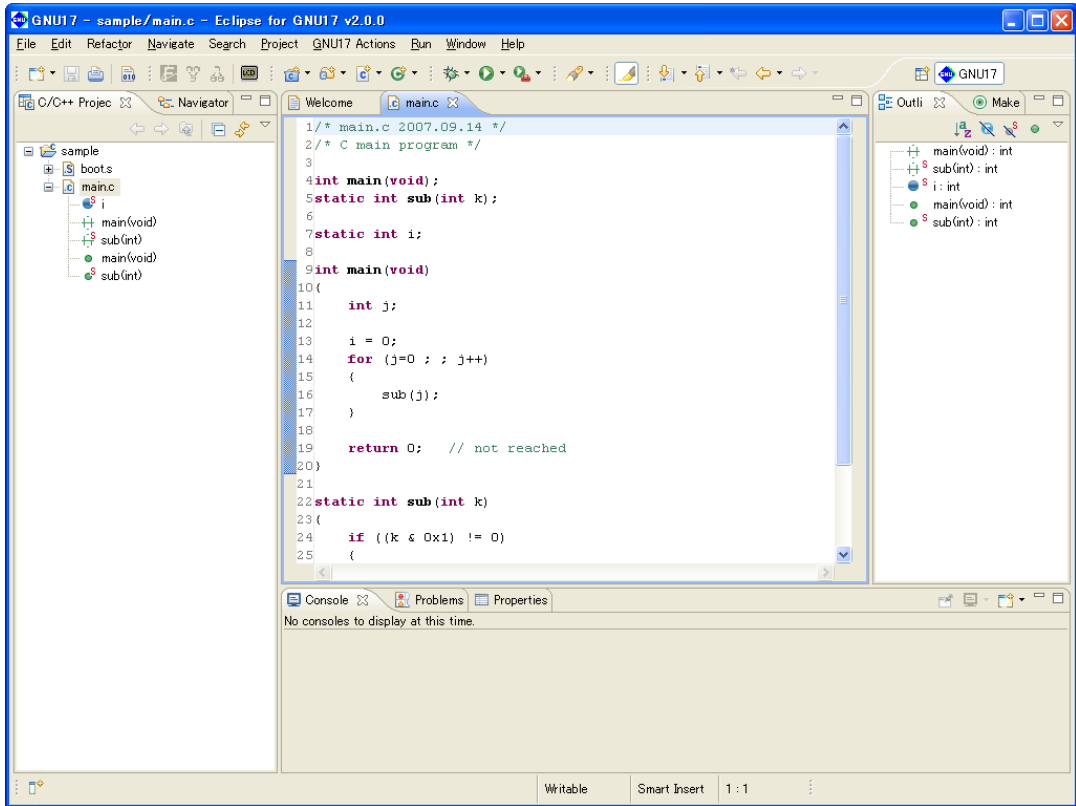 GNU17 - sample/main.c - Eclipse for GNU17 v2.0.0
File Edit Refactor Navigate Search Project GNU17 Actions Run Window Help
GNU17
C/C++ Projec Navigator
sample
boot.s
main.c
i
main(void)
sub(int)
main(void)
sub(int)
Welcome main.c
1/* main.c 2007.09.14 */
2/* C main program */
3
4int main(void);
5static int sub(int k);
6
7static int i;
8
9int main(void)
10{
11    int j;
12
13    i = 0;
14    for (j=0 ; ; j++)
15    {
16        sub(j);
17    }
18
19    return 0;   // not reached
20}
21
22static int sub(int k)
23{
24    if ((k & 0x1) != 0)
25    {
Outli Make
main(void) : int
sub(int) : int
i : int
main(void) : int
sub(int) : int
Console Problems Properties
No consoles to display at this time.
Writable Smart Insert 1 : 1